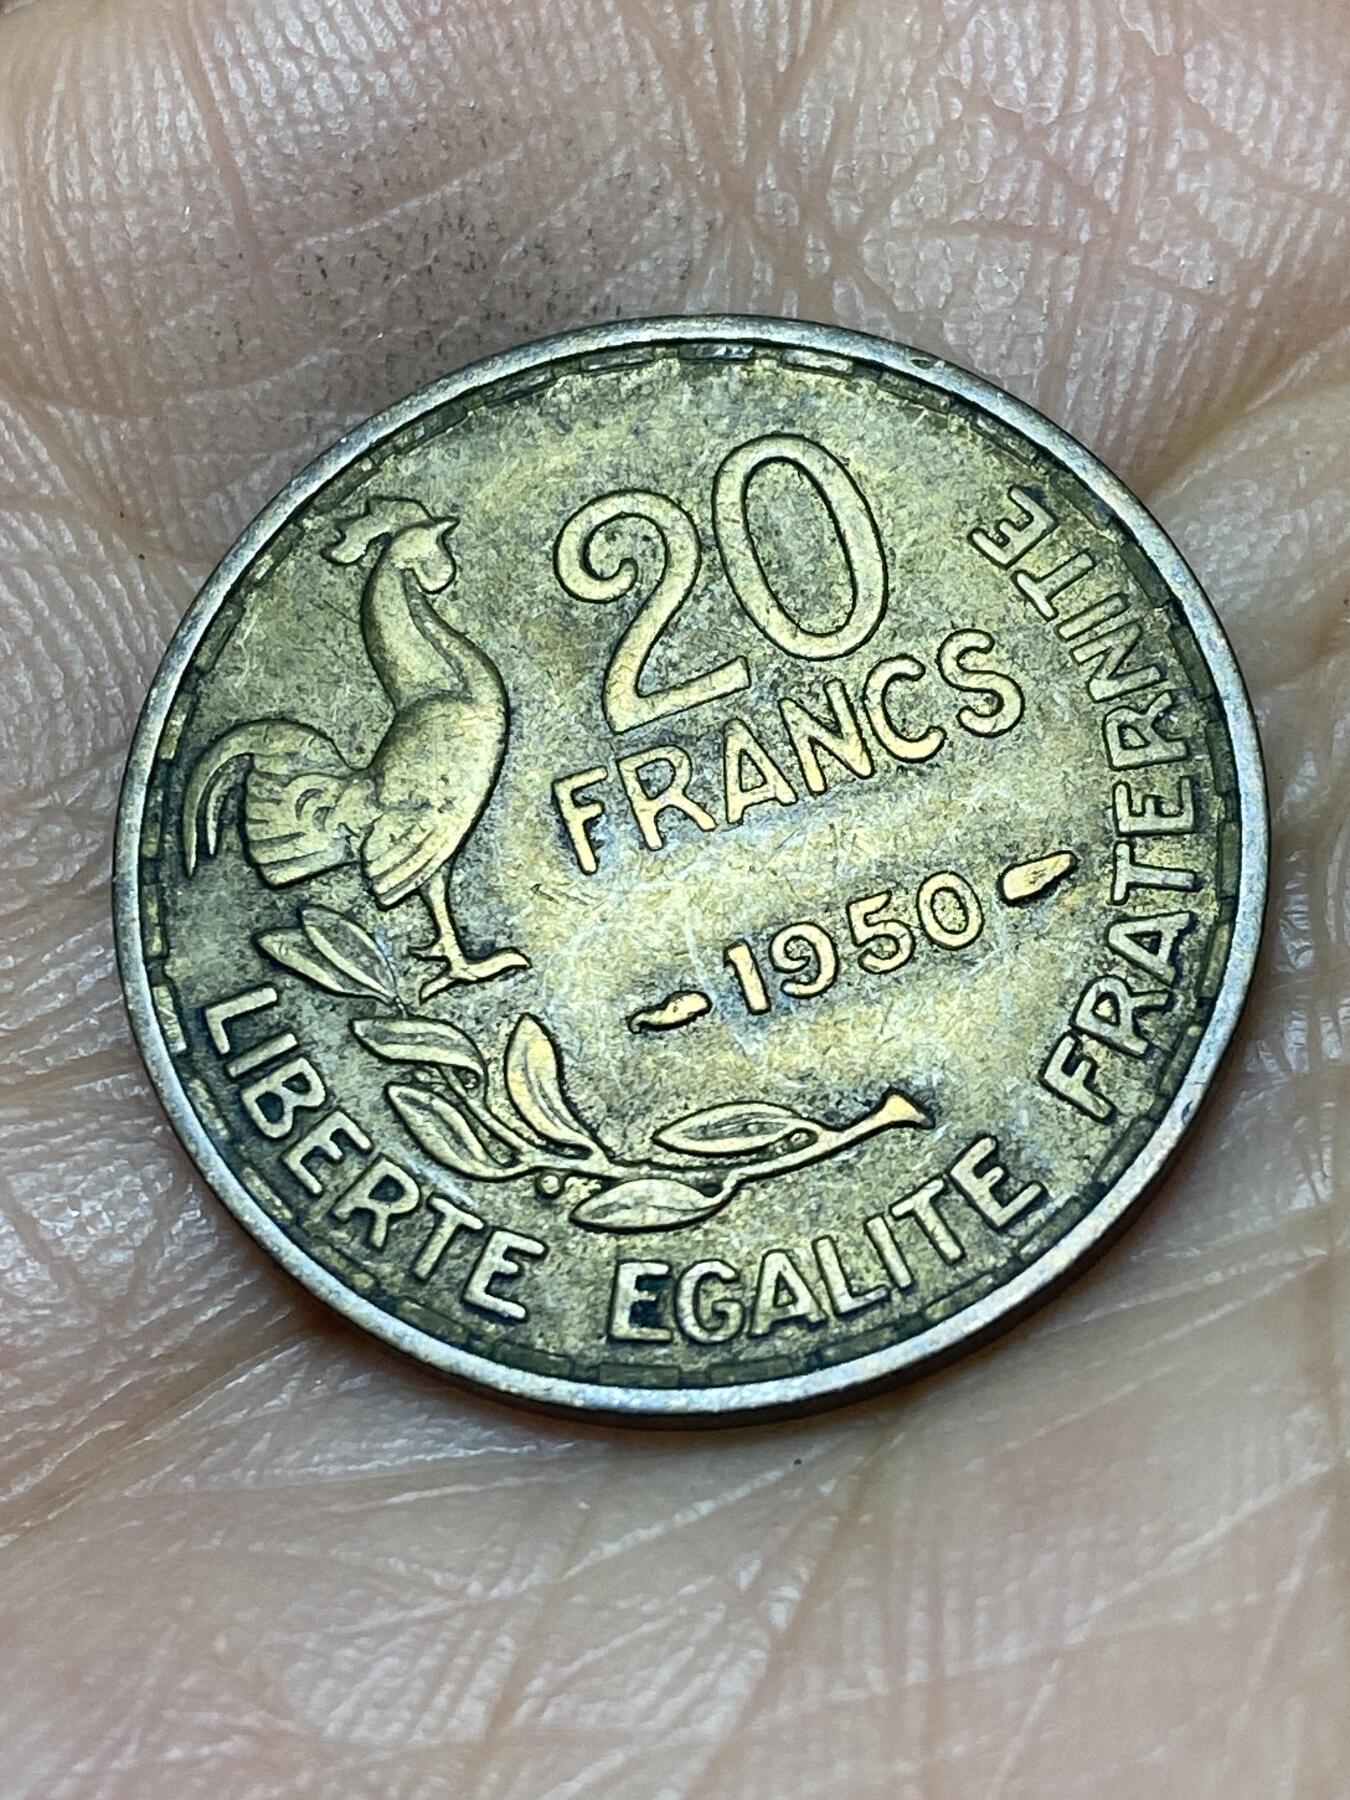 20
FRANCS
- 1950 -
LIBERTE EGALITE FRATERNITE